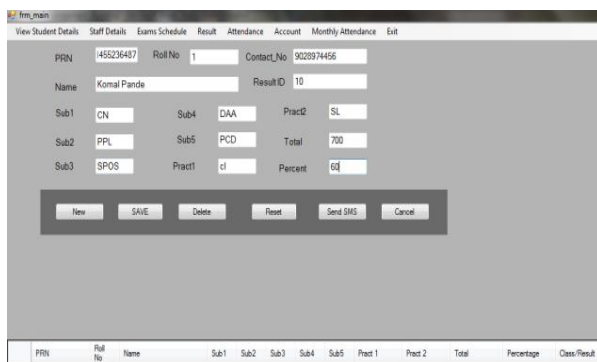 frm_main
View Student Details Staff Details Exams Schedule Result Attendance Account Monthly Attendance Exit
PRN 1455236487 Roll No 1 Contact_No 9028974456
Name Komal Pande Result ID 10
Sub1 CN Sub4 DAA Pract2 SL
Sub2 PPL Sub5 PCD Total 700
Sub3 SPOS Pract1 cl Percent 60
New SAVE Delete Reset Send SMS Cancel
PRN Roll No Name Sub1 Sub2 Sub3 Sub4 Sub5 Pract 1 Pract 2 Total Percentage Class/Result